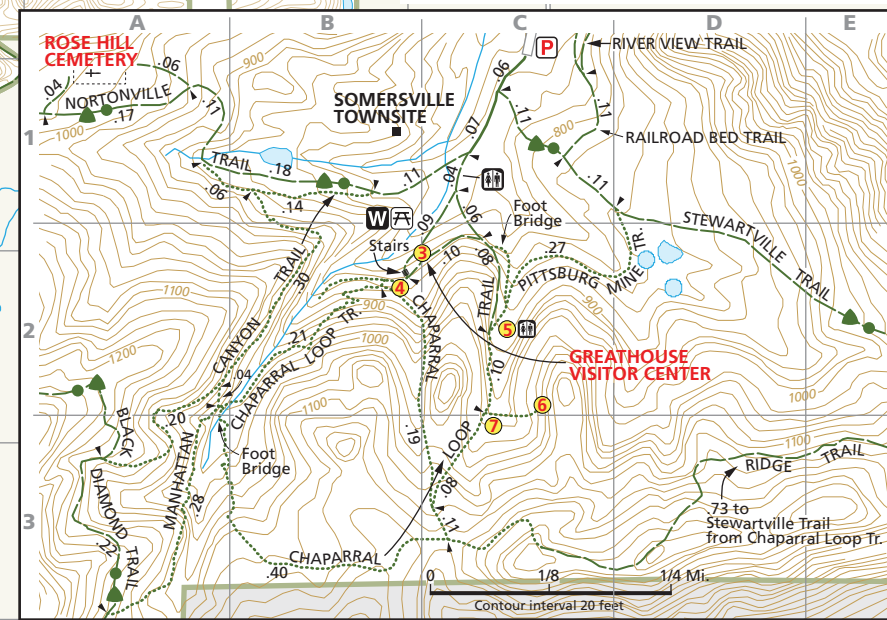 A B C D E
ROSE HILL
CEMETERY
.06
900
P
RIVER VIEW TRAIL
.04
NORTONVILLE
.17
.11
1000
SOMERSVILLE
TOWNSITE
.06
.11
800
.11
RAILROAD BED TRAIL
1000
1
.07
TRAIL
.18
.11
.04
.11
.06
.14
W
.09
.06
Foot
Bridge
STEWARTVILLE
TRAIL
Stairs
3
.10
.08
.27
PITTSBURG
MINE TR.
TRAIL
.30
4
900
1100
2
CANYON
.21
CHAPARRAL LOOP TR.
1000
CHAPARRAL
TRAIL
5
900
1200
GREATHOUSE
VISITOR CENTER
.04
.10
1100
6
1000
.20
7
BLACK
DIAMOND TRAIL
MANHATTAN
Foot
Bridge
.19
LOOP
1100
RIDGE
TRAIL
.28
.08
.73 to
Stewartville Trail
from Chaparral Loop Tr.
3
.22
.11
CHAPARRAL
.40
0
1/8
1/4 Mi.
Contour interval 20 feet